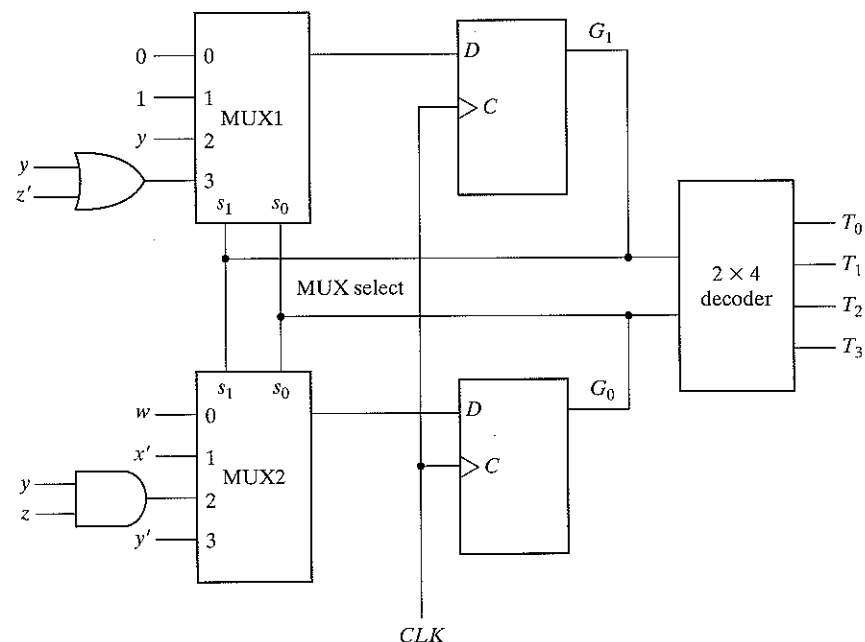 G1
0 0 D
1 1 MUX1 C
y 2
y 3
z′
s1 s0
T0
T1
2 × 4
decoder
MUX select
T2
T3
s1 s0
G0
w 0 D
x′ 1
MUX2 C
y 2
z
y′ 3
CLK